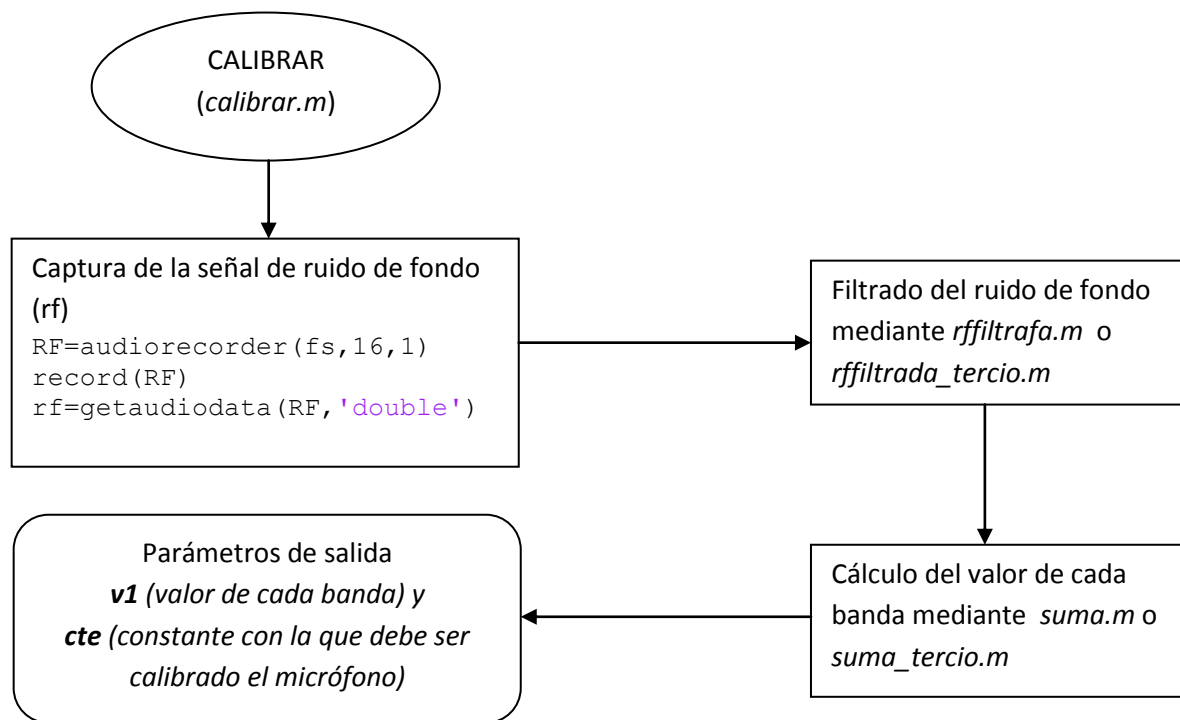 CALIBRAR
(calibrar.m)
Captura de la señal de ruido de fondo
(rf)
RF=audiorecorder(fs,16,1)
record(RF)
rf=getaudiodata(RF,'double')
Filtrado del ruido de fondo
mediante rffiltrafa.m o
rffiltrada_tercio.m
Cálculo del valor de cada
banda mediante suma.m o
suma_tercio.m
Parámetros de salida
v1 (valor de cada banda) y
cte (constante con la que debe ser
calibrado el micrófono)